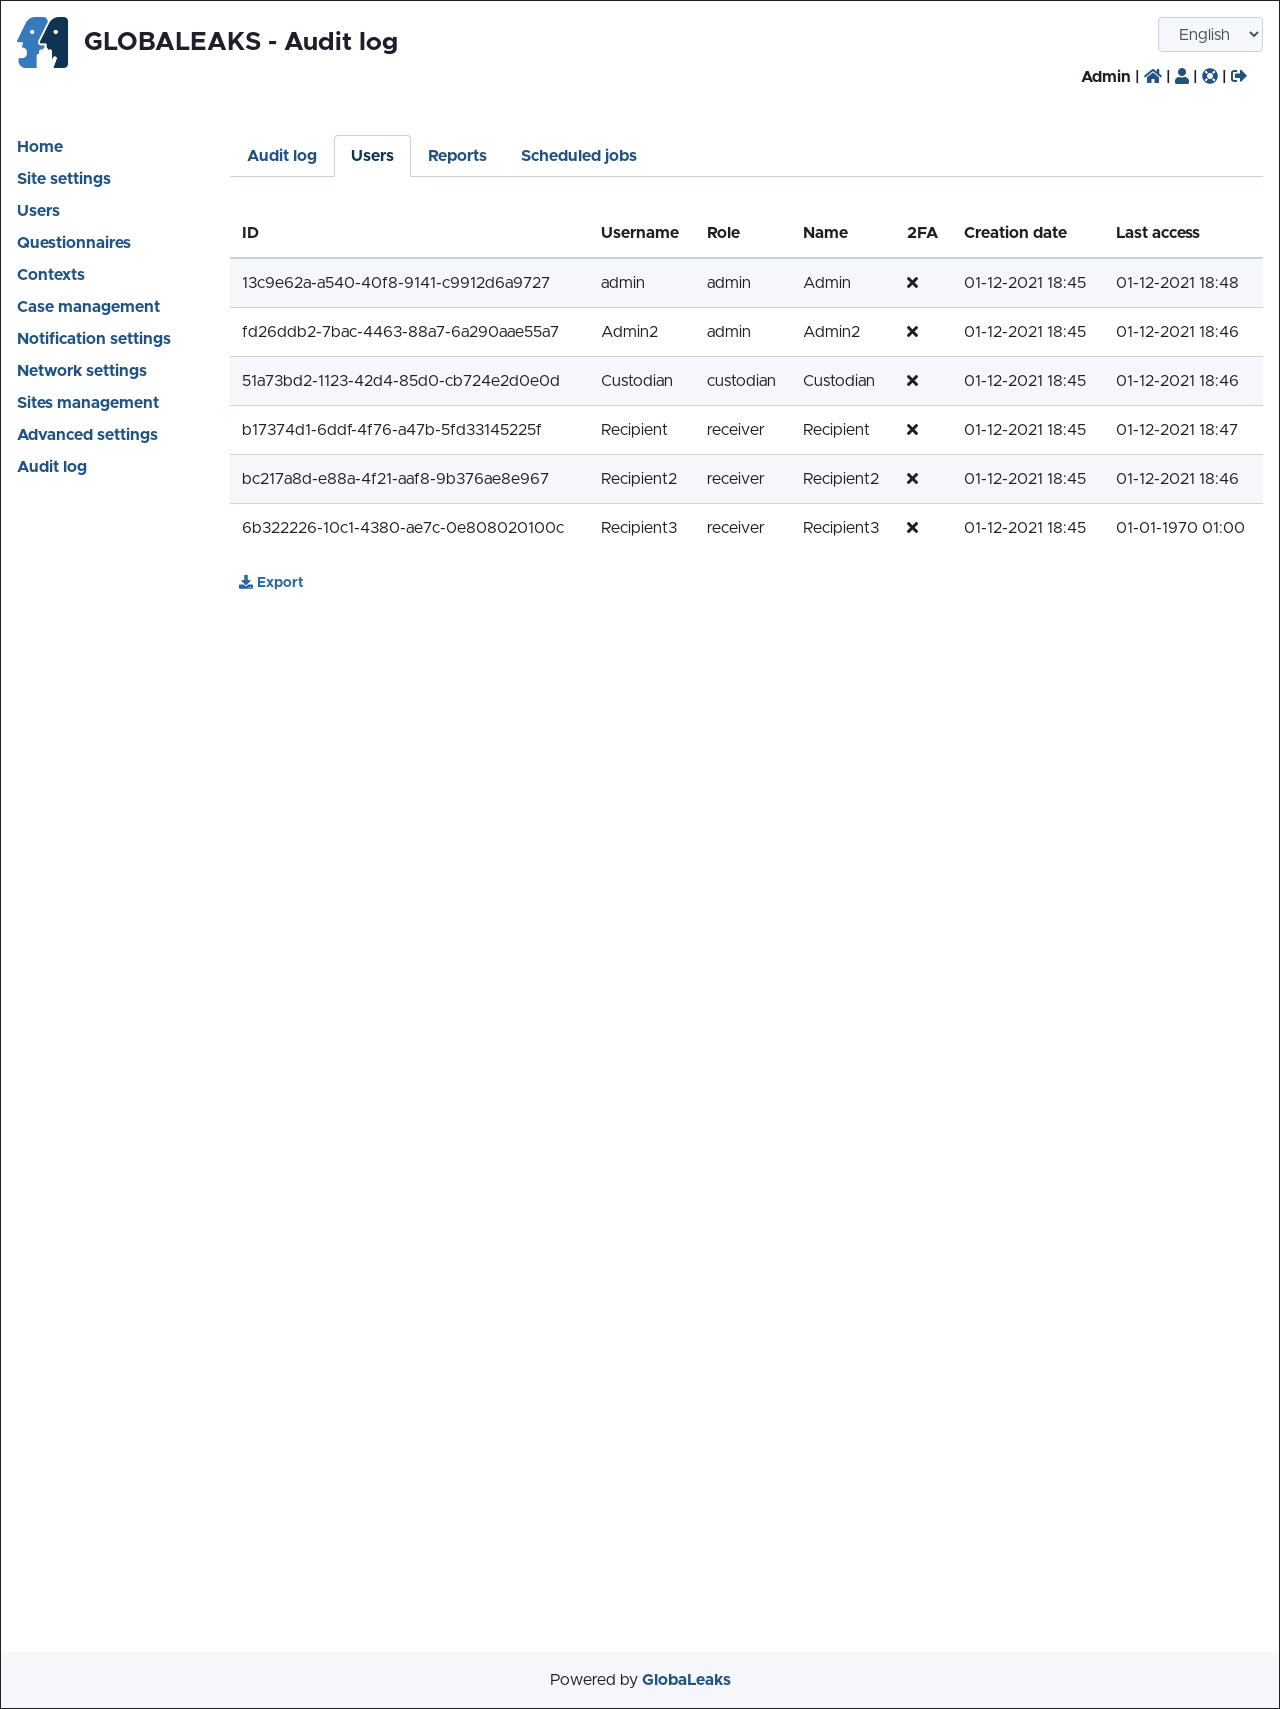 GLOBALEAKS - Audit log
English
Admin | | | |
Home
Site settings
Users
Questionnaires
Contexts
Case management
Notification settings
Network settings
Sites management
Advanced settings
Audit log
Audit log Users Reports Scheduled jobs
ID Username Role Name 2FA Creation date Last access
13c9e62a-a540-40f8-9141-c9912d6a9727 admin admin Admin 01-12-2021 18:45 01-12-2021 18:48
fd26ddb2-7bac-4463-88a7-6a290aae55a7 Admin2 admin Admin2 01-12-2021 18:45 01-12-2021 18:46
51a73bd2-1123-42d4-85d0-cb724e2d0e0d Custodian custodian Custodian 01-12-2021 18:45 01-12-2021 18:46
b17374d1-6ddf-4f76-a47b-5fd33145225f Recipient receiver Recipient 01-12-2021 18:45 01-12-2021 18:47
bc217a8d-e88a-4f21-aaf8-9b376ae8e967 Recipient2 receiver Recipient2 01-12-2021 18:45 01-12-2021 18:46
6b322226-10c1-4380-ae7c-0e808020100c Recipient3 receiver Recipient3 01-12-2021 18:45 01-01-1970 01:00
Export
Powered by GlobaLeaks